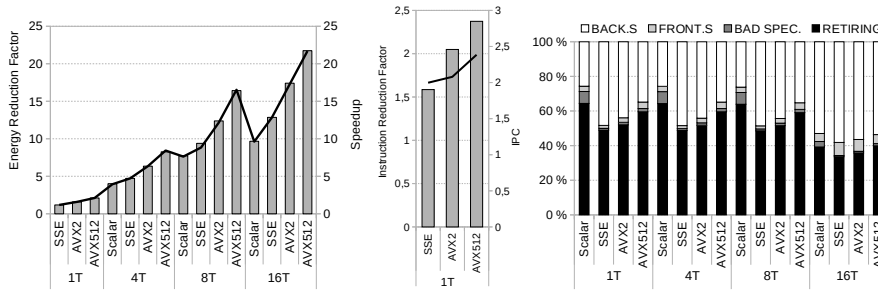 25 25
20 20
15 15
10 10
5 5
0 0
Energy Reduction Factor
Speedup
SSE AVX2 AVX512 Scalar SSE AVX2 AVX512 Scalar SSE AVX2 AVX512 Scalar SSE AVX2 AVX512
1T 4T 8T 16T
2,5 3
2 2,5
1,5 2
1 1,5
0,5 1
0 0,5
0
Instruction Reduction Factor
IPC
SSE AVX2 AVX512
1T
BACK.S FRONT.S BAD SPEC. RETIRING
100 %
80 %
60 %
40 %
20 %
0 %
Scalar SSE AVX2 AVX512 Scalar SSE AVX2 AVX512 Scalar SSE AVX2 AVX512 Scalar SSE AVX2 AVX512
1T 4T 8T 16T